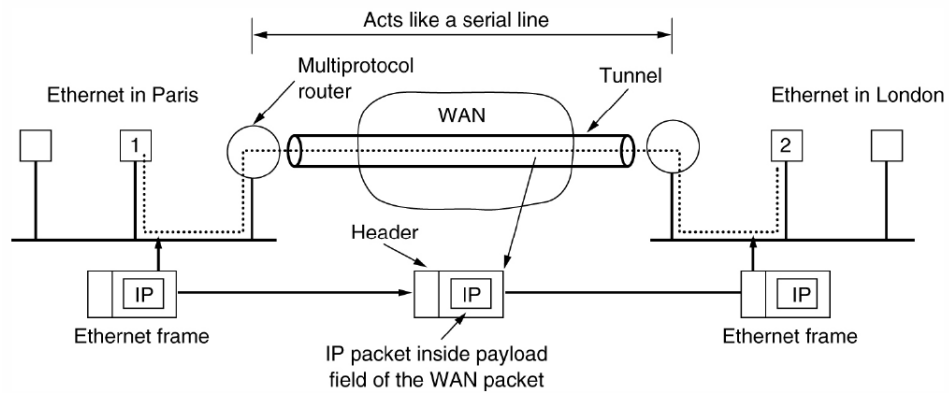 Acts like a serial line
Multiprotocol
router
Tunnel
Ethernet in Paris
WAN
Ethernet in London
1
2
Header
IP
IP
IP
Ethernet frame
Ethernet frame
IP packet inside payload
field of the WAN packet